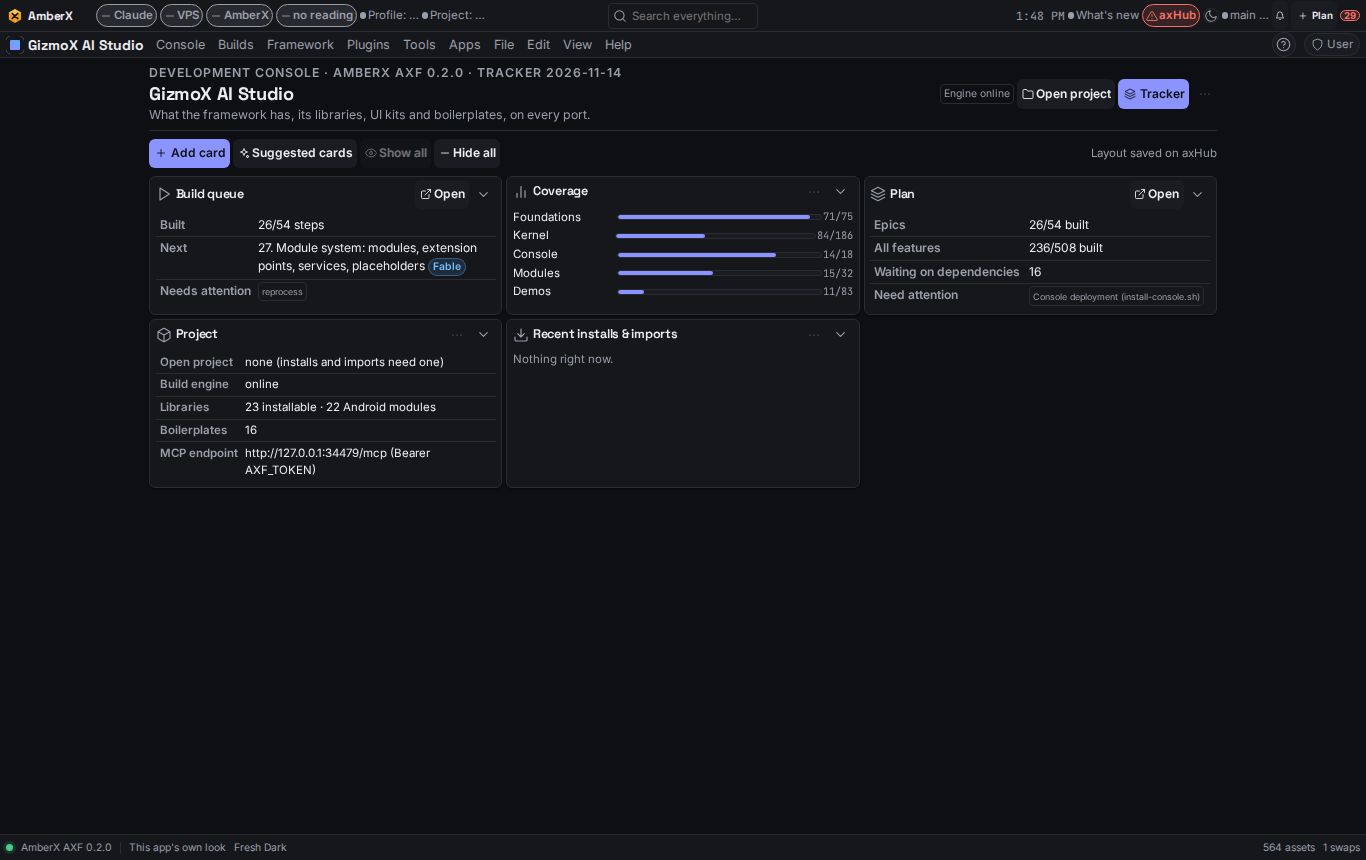 AmberX Claude VPS AmberX no reading Profile: ... Project: ... Search everything... 1:48 PM What's new axHub main ... Plan 29
GizmoX AI Studio Console Builds Framework Plugins Tools Apps File Edit View Help User
DEVELOPMENT CONSOLE · AMBERX AXF 0.2.0 · TRACKER 2026-11-14
GizmoX AI Studio
Engine online Open project Tracker ...
What the framework has, its libraries, UI kits and boilerplates, on every port.
Add card Suggested cards Show all Hide all Layout saved on axHub
Build queue Open
Built 26/54 steps
Next 27. Module system: modules, extension
points, services, placeholders Fable
Needs attention reprocess
Coverage ...
Foundations 71/75
Kernel 84/186
Console 14/18
Modules 15/32
Demos 11/83
Plan Open
Epics 26/54 built
All features 236/508 built
Waiting on dependencies 16
Need attention Console deployment (install-console.sh)
Project ...
Open project none (installs and imports need one)
Build engine online
Libraries 23 installable · 22 Android modules
Boilerplates 16
MCP endpoint http://127.0.0.1:34479/mcp (Bearer
AXF_TOKEN)
Recent installs & imports ...
Nothing right now.
AmberX AXF 0.2.0 This app's own look Fresh Dark 564 assets 1 swaps